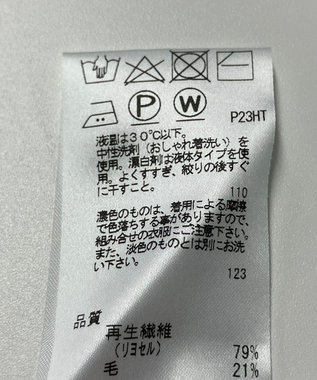 P W P23HT
液温は30℃以下。
中性洗剤(おしゃれ着洗い)を
使用。漂白剤は液体タイプを使
用。よくすすぎ、絞りの後すぐ
に干すこと。
110
濃色のものは、着用による摩擦
で色落ちする事がありますので、
組み合せの衣服にご注意下さい。
また、淡色のものとは別にお洗
い下さい。
123
品質
再生繊維
(リヨセル) 79%
毛 21%